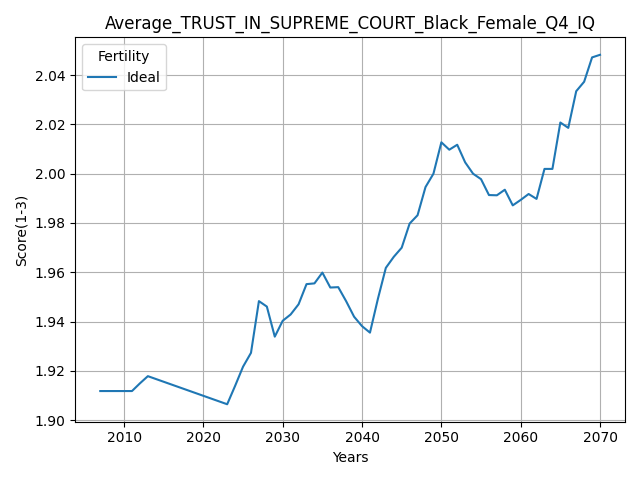 Average_TRUST_IN_SUPREME_COURT_Black_Female_Q4_IQ
Fertility
Ideal
Score(1-3)
2.04
2.02
2.00
1.98
1.96
1.94
1.92
1.90
2010 2020 2030 2040 2050 2060 2070
Years